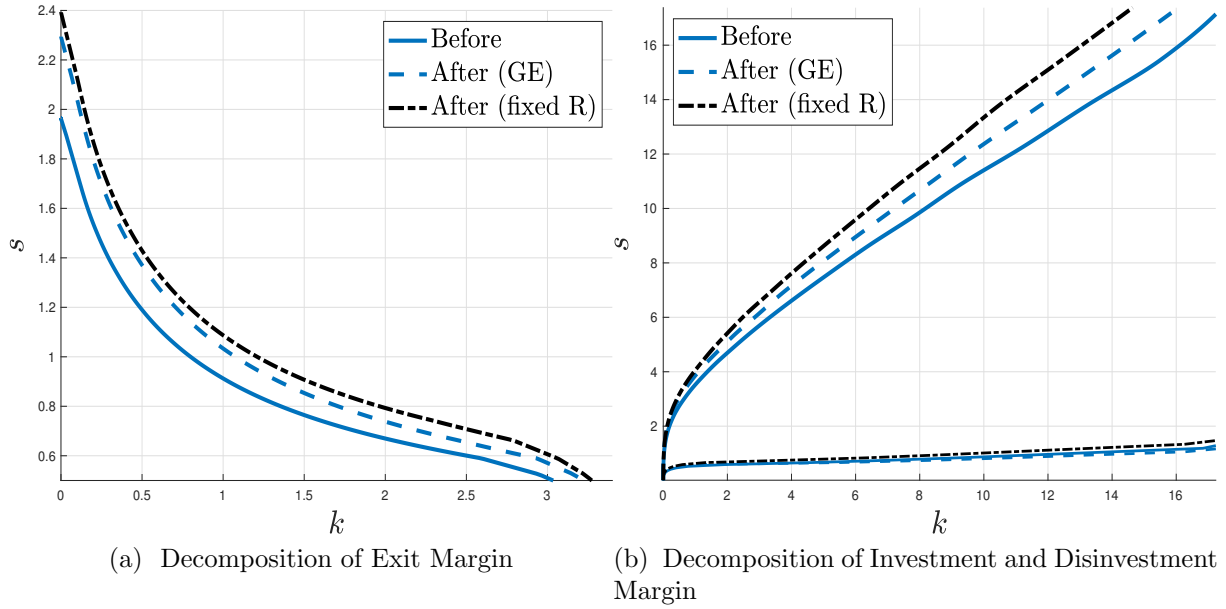 2.4
2.2
2
1.8
1.6
1.4
1.2
1
0.8
0.6
s
0
0.5
1
1.5
2
2.5
3
k
Before
After (GE)
After (fixed R)
(a) Decomposition of Exit Margin
16
14
12
10
8
6
4
2
s
0
2
4
6
8
10
12
14
16
k
Before
After (GE)
After (fixed R)
(b) Decomposition of Investment and Disinvestment
Margin